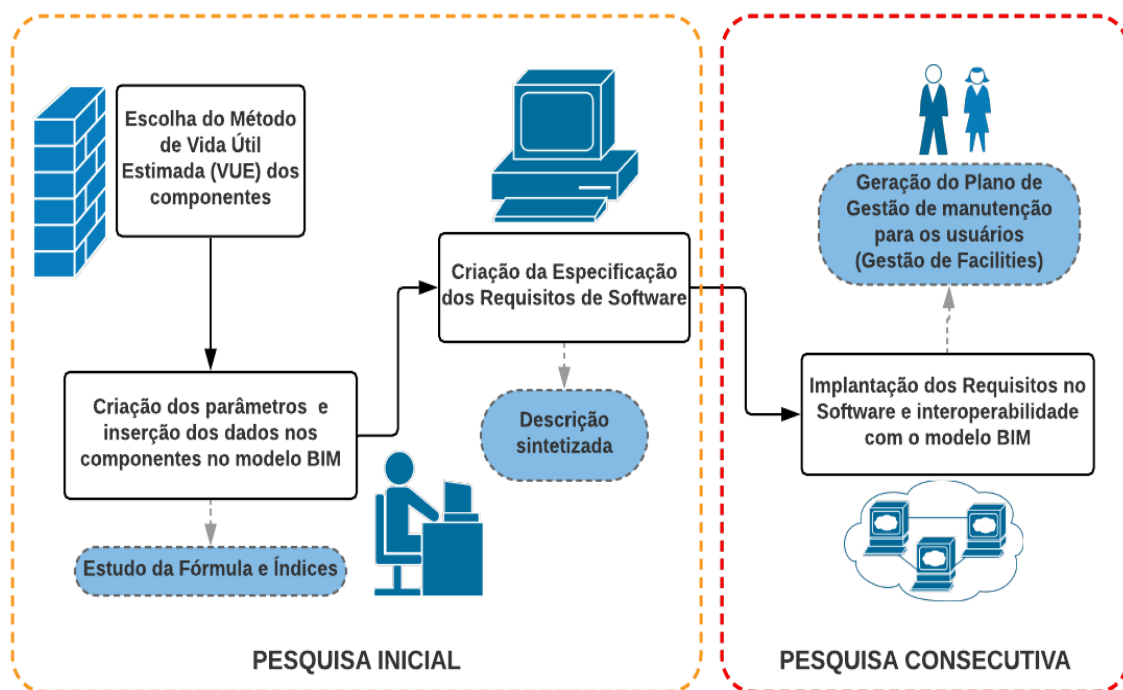 Escolha do Método
de Vida Útil
Estimada (VUE) dos
componentes
Criação dos parâmetros e
inserção dos dados nos
componentes no modelo BIM
Estudo da Fórmula e Índices
Criação da Especificação
dos Requisitos de Software
Descrição
sintetizada
PESQUISA INICIAL
Geração do Plano de
Gestão de manutenção
para os usuários
(Gestão de Facilities)
Implantação dos Requisitos no
Software e interoperabilidade
com o modelo BIM
PESQUISA CONSECUTIVA